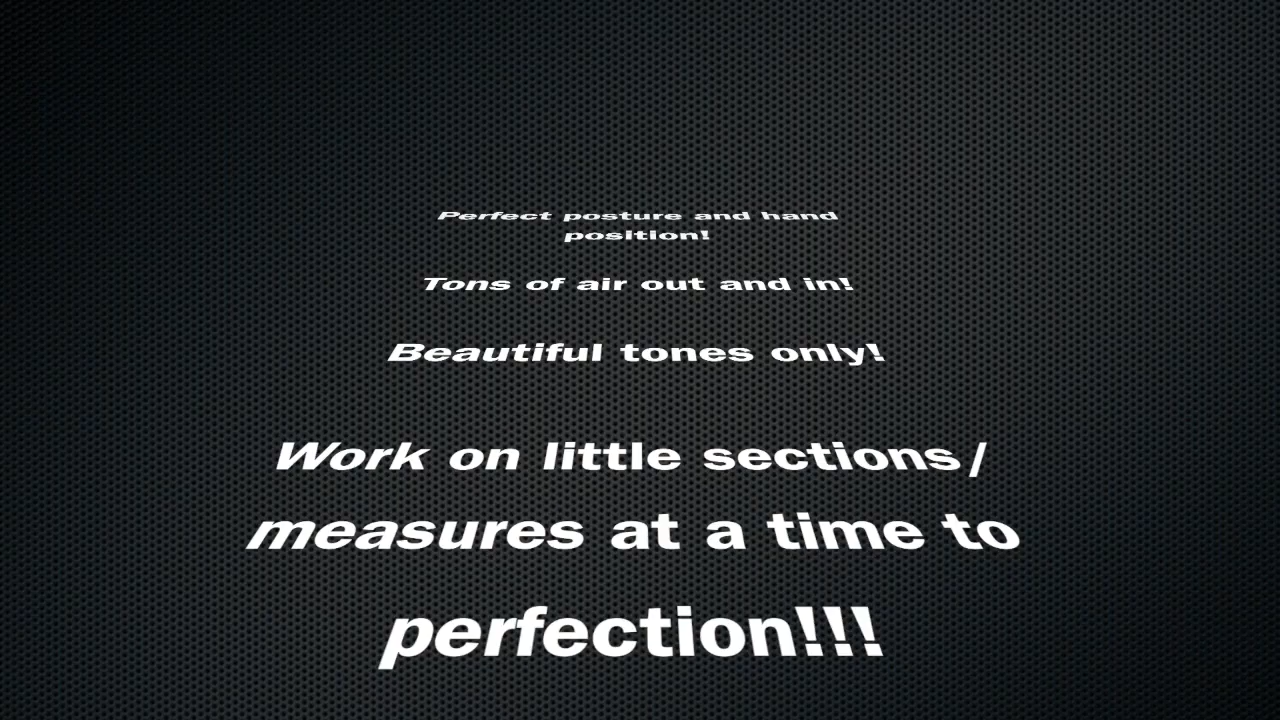 Perfect posture and hand
position!
Tons of air out and in!
Beautiful tones only!
Work on little sections/
measures at a time to
perfection!!!